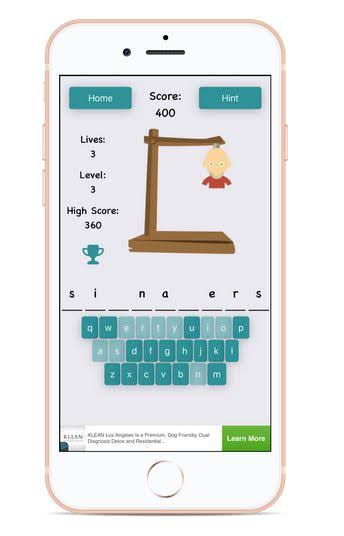 Home
Score:
400
Hint
Lives:
3
Level:
3
High Score:
360
s i n a e r s
q w e r t y u i o p
a s d f g h j k l
z x c v b n m
KLEAN
KLEAN Los Angeles Is a Premium, Dog Friendly, Dual
Diagnosis Detox and Residential...
Learn More